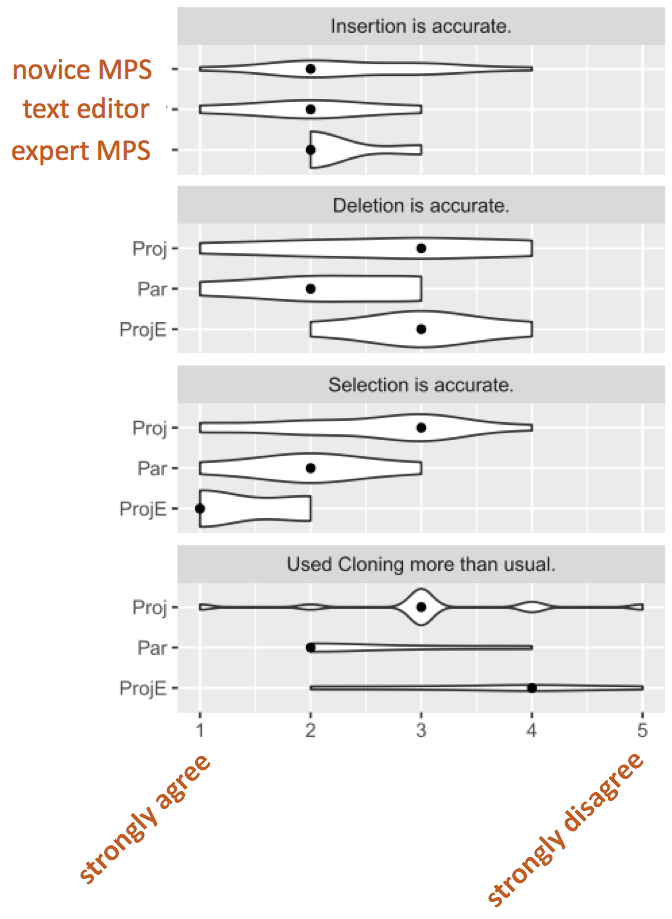 Insertion is accurate.
novice MPS
text editor
expert MPS
Deletion is accurate.
Proj
Par
ProjE
Selection is accurate.
Proj
Par
ProjE
Used Cloning more than usual.
Proj
Par
ProjE
1 2 3 4 5
strongly agree
strongly disagree